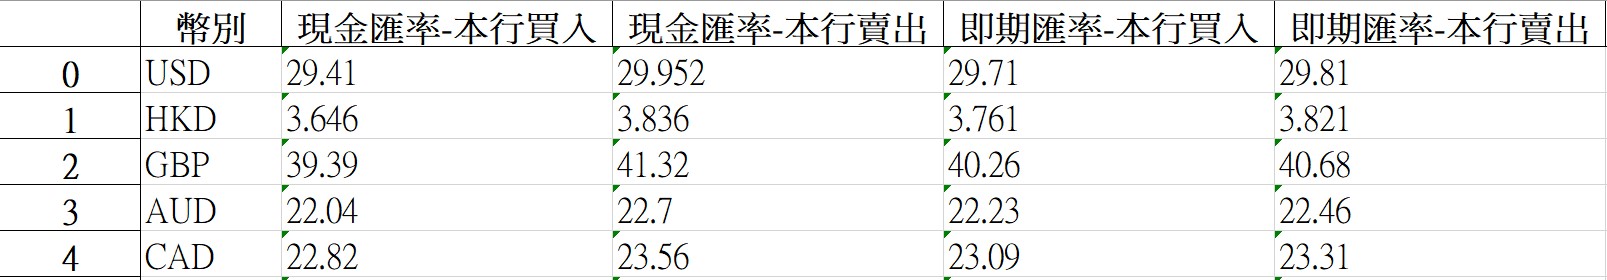 幣別 現金匯率-本行買入 現金匯率-本行賣出 即期匯率-本行買入 即期匯率-本行賣出
0 USD 29.41 29.952 29.71 29.81
1 HKD 3.646 3.836 3.761 3.821
2 GBP 39.39 41.32 40.26 40.68
3 AUD 22.04 22.7 22.23 22.46
4 CAD 22.82 23.56 23.09 23.31